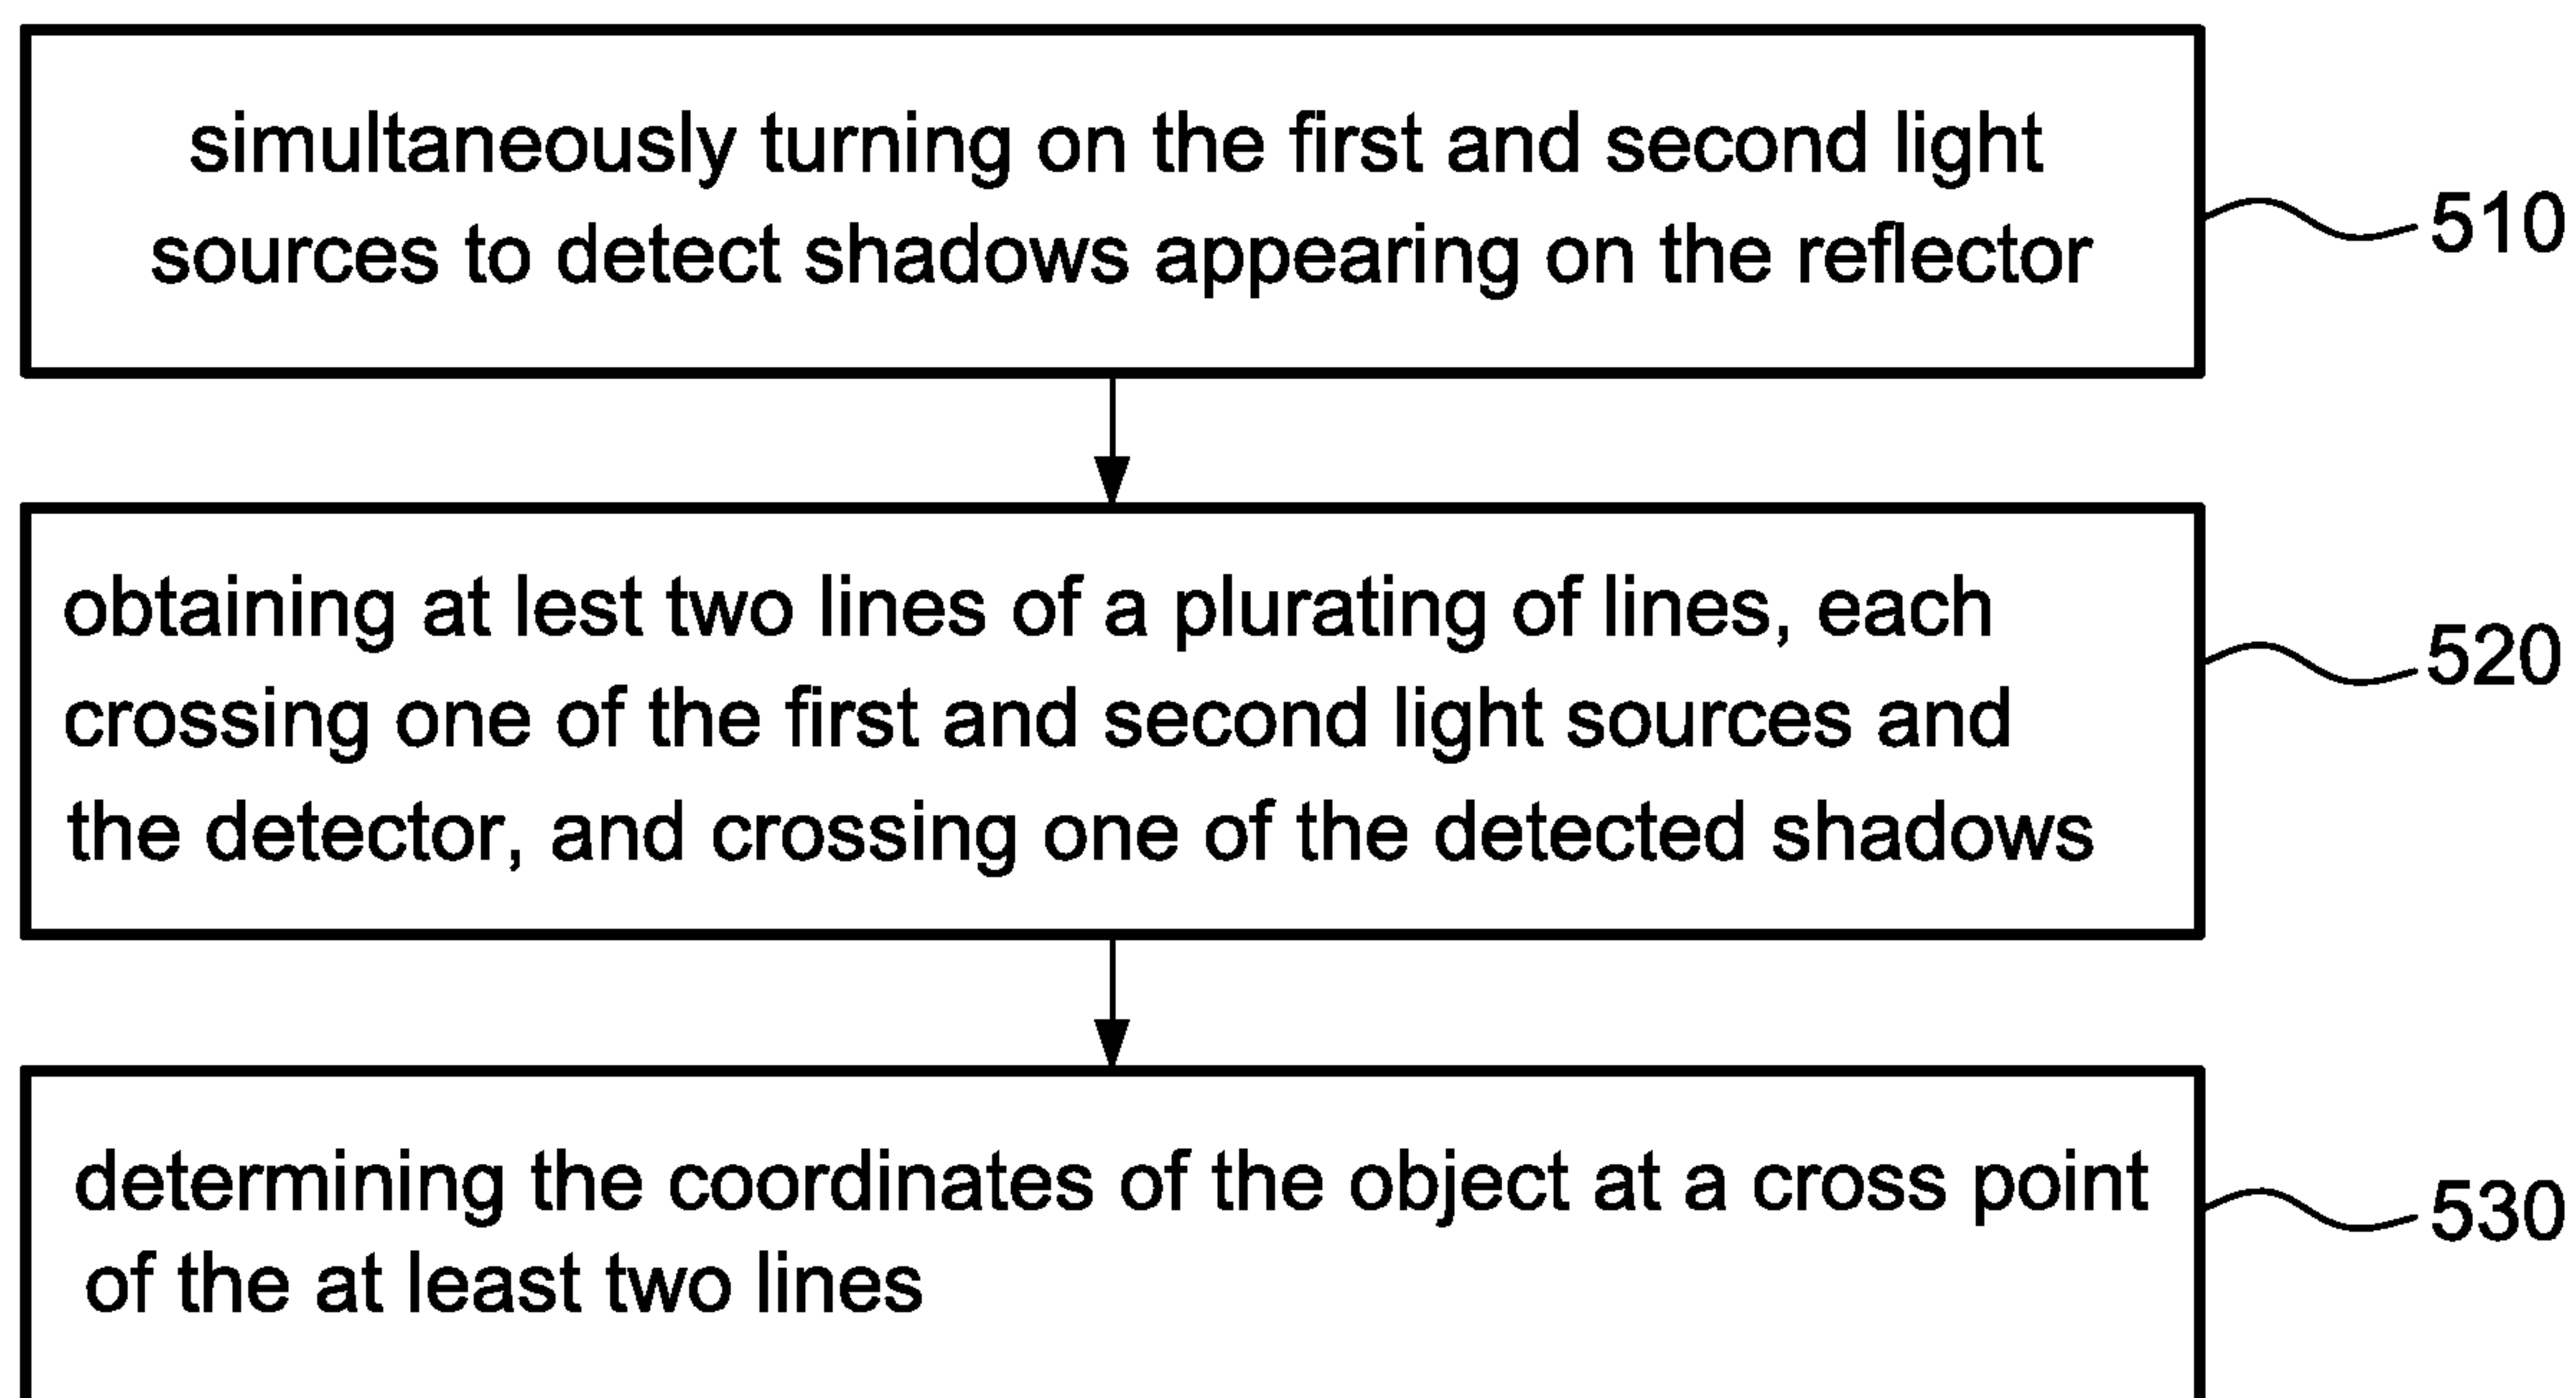 simultaneously turning on the first and second light
sources to detect shadows appearing on the reflector
510
obtaining at lest two lines of a plurating of lines, each
crossing one of the first and second light sources and
the detector, and crossing one of the detected shadows
520
determining the coordinates of the object at a cross point
of the at least two lines
530